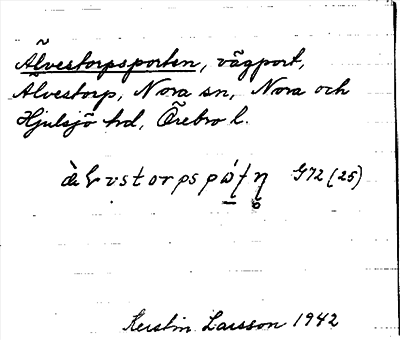 Älvestorpsporten, vägport,
Älvestorp, Nora sn, Nora och
Hjulsjö hd, Örebro l.
G72 (25)
Kerstin Larsson 1942